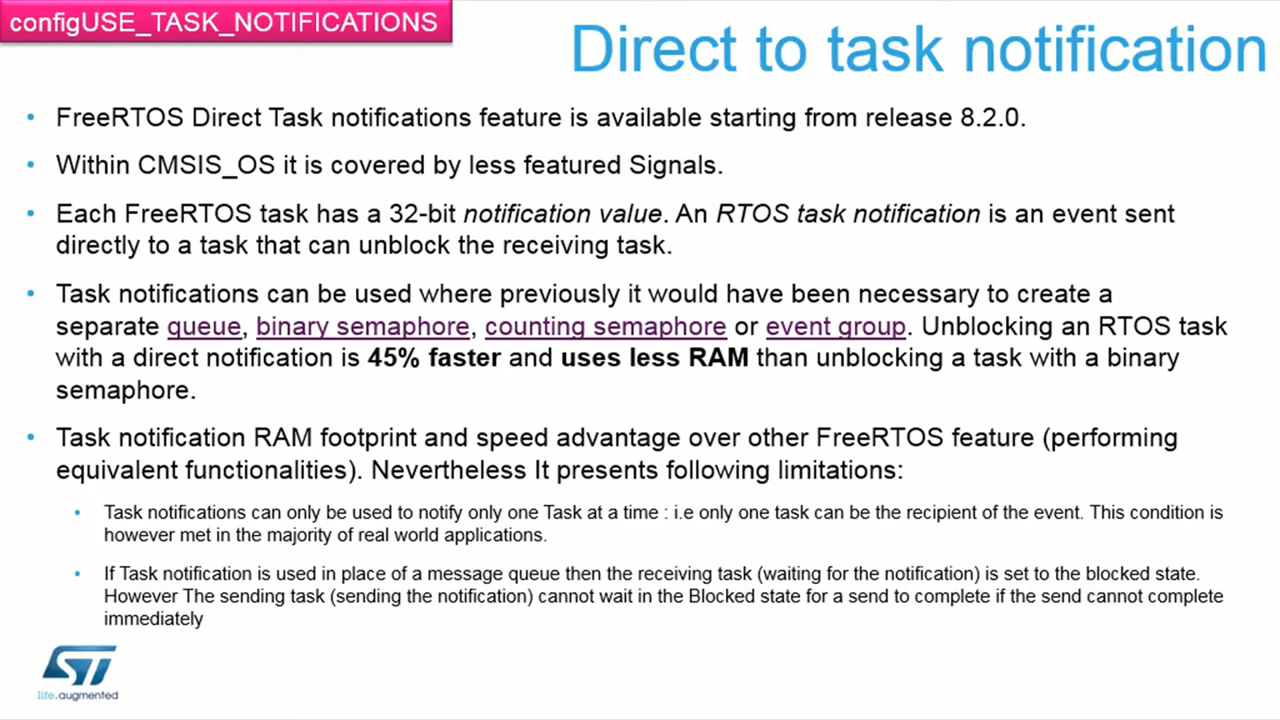 configUSE_TASK_NOTIFICATIONS
Direct to task notification
• FreeRTOS Direct Task notifications feature is available starting from release 8.2.0.
• Within CMSIS_OS it is covered by less featured Signals.
• Each FreeRTOS task has a 32-bit notification value. An RTOS task notification is an event sent
directly to a task that can unblock the receiving task.
• Task notifications can be used where previously it would have been necessary to create a
separate queue, binary semaphore, counting semaphore or event group. Unblocking an RTOS task
with a direct notification is 45% faster and uses less RAM than unblocking a task with a binary
semaphore.
• Task notification RAM footprint and speed advantage over other FreeRTOS feature (performing
equivalent functionalities). Nevertheless It presents following limitations:
• Task notifications can only be used to notify only one Task at a time : i.e only one task can be the recipient of the event. This condition is
however met in the majority of real world applications.
• If Task notification is used in place of a message queue then the receiving task (waiting for the notification) is set to the blocked state.
However The sending task (sending the notification) cannot wait in the Blocked state for a send to complete if the send cannot complete
immediately
ST
life.augmented